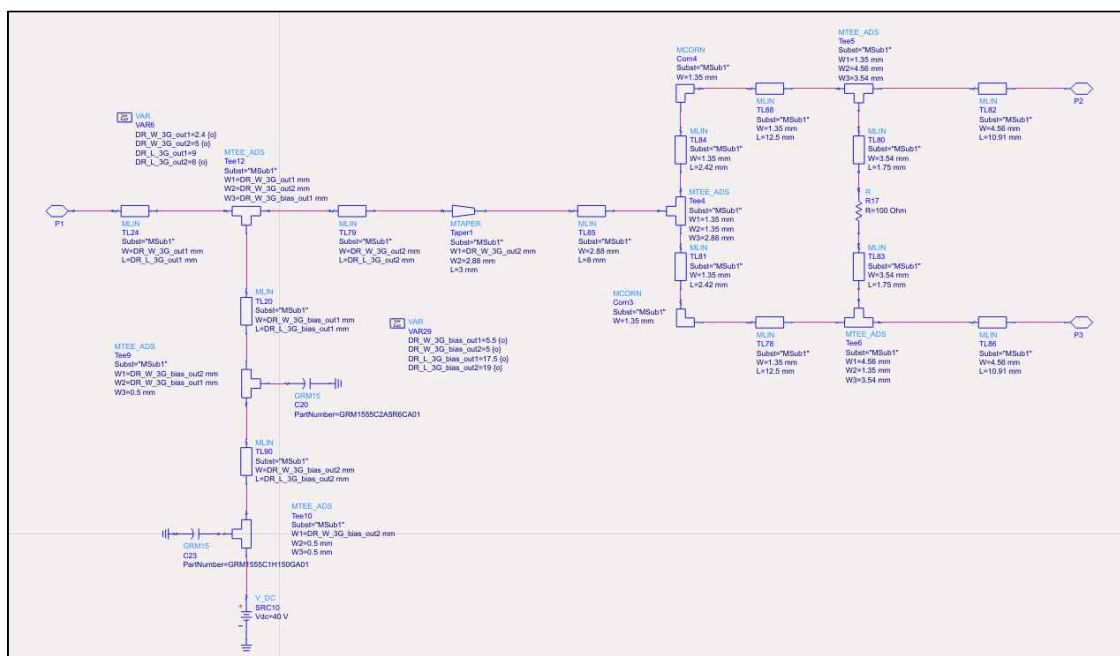 VAR
VAR6
DR_W_3G_out1=2.4 {o}
DR_W_3G_out2=5 {o}
DR_L_3G_out1=9
DR_L_3G_out2=8 {o}
MTEE_ADS
Tee12
Subst="MSub1"
W1=DR_W_3G_out1 mm
W2=DR_W_3G_out2 mm
W3=DR_W_3G_bias_out1 mm
P1
MLIN
TL24
Subst="MSub1"
W=DR_W_3G_out1 mm
L=DR_L_3G_out1 mm
MLIN
TL79
Subst="MSub1"
W=DR_W_3G_out2 mm
L=DR_L_3G_out2 mm
MTAPER
Taper1
Subst="MSub1"
W1=DR_W_3G_out2 mm
W2=2.88 mm
L=3 mm
MLIN
TL85
Subst="MSub1"
W=2.88 mm
L=8 mm
MCORN
Corn4
Subst="MSub1"
W=1.35 mm
MLIN
TL88
Subst="MSub1"
W=1.35 mm
L=12.5 mm
MTEE_ADS
Tee5
Subst="MSub1"
W1=1.35 mm
W2=4.56 mm
W3=3.54 mm
MLIN
TL82
Subst="MSub1"
W=4.56 mm
L=10.91 mm
P2
MLIN
TL84
Subst="MSub1"
W=1.35 mm
L=2.42 mm
MLIN
TL80
Subst="MSub1"
W=3.54 mm
L=1.75 mm
MTEE_ADS
Tee4
Subst="MSub1"
W1=1.35 mm
W2=1.35 mm
W3=2.88 mm
R
R17
R=100 Ohm
MLIN
TL81
Subst="MSub1"
W=1.35 mm
L=2.42 mm
MLIN
TL83
Subst="MSub1"
W=3.54 mm
L=1.75 mm
MCORN
Corn3
Subst="MSub1"
W=1.35 mm
MLIN
TL78
Subst="MSub1"
W=1.35 mm
L=12.5 mm
MTEE_ADS
Tee6
Subst="MSub1"
W1=4.56 mm
W2=1.35 mm
W3=3.54 mm
MLIN
TL86
Subst="MSub1"
W=4.56 mm
L=10.91 mm
P3
MLIN
TL20
Subst="MSub1"
W=DR_W_3G_bias_out1 mm
L=DR_L_3G_bias_out1 mm
VAR
VAR29
DR_W_3G_bias_out1=5.5 {o}
DR_W_3G_bias_out2=5 {o}
DR_L_3G_bias_out1=17.5 {o}
DR_L_3G_bias_out2=19 {o}
MTEE_ADS
Tee9
Subst="MSub1"
W1=DR_W_3G_bias_out2 mm
W2=DR_W_3G_bias_out1 mm
W3=0.5 mm
GRM15
C20
PartNumber=GRM1555C2A5R6CA01
MLIN
TL90
Subst="MSub1"
W=DR_W_3G_bias_out2 mm
L=DR_L_3G_bias_out2 mm
MTEE_ADS
Tee10
Subst="MSub1"
W1=DR_W_3G_bias_out2 mm
W2=0.5 mm
W3=0.5 mm
GRM15
C23
PartNumber=GRM1555C1H150GA01
V_DC
SRC10
Vdc=40 V